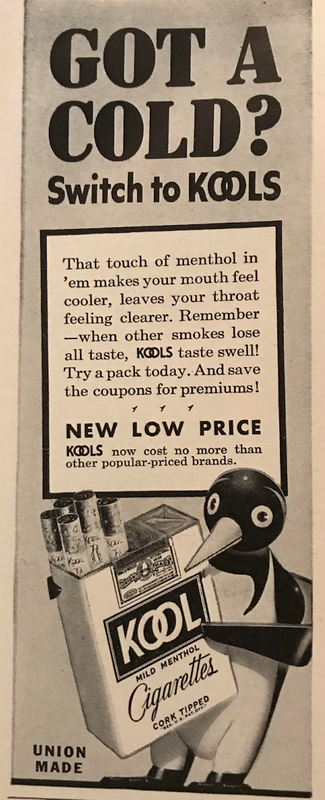 GOT A
COLD?
Switch to KOOLS
That touch of menthol in
'em makes your mouth feel
cooler, leaves your throat
feeling clearer. Remember
—when other smokes lose
all taste, KOOLS taste swell!
Try a pack today. And save
the coupons for premiums!
NEW LOW PRICE
KOOLS now cost no more than
other popular-priced brands.
KOOL
MILD MENTHOL
Cigarettes
CORK TIPPED
REG. U.S. PAT. OFF.
UNION
MADE